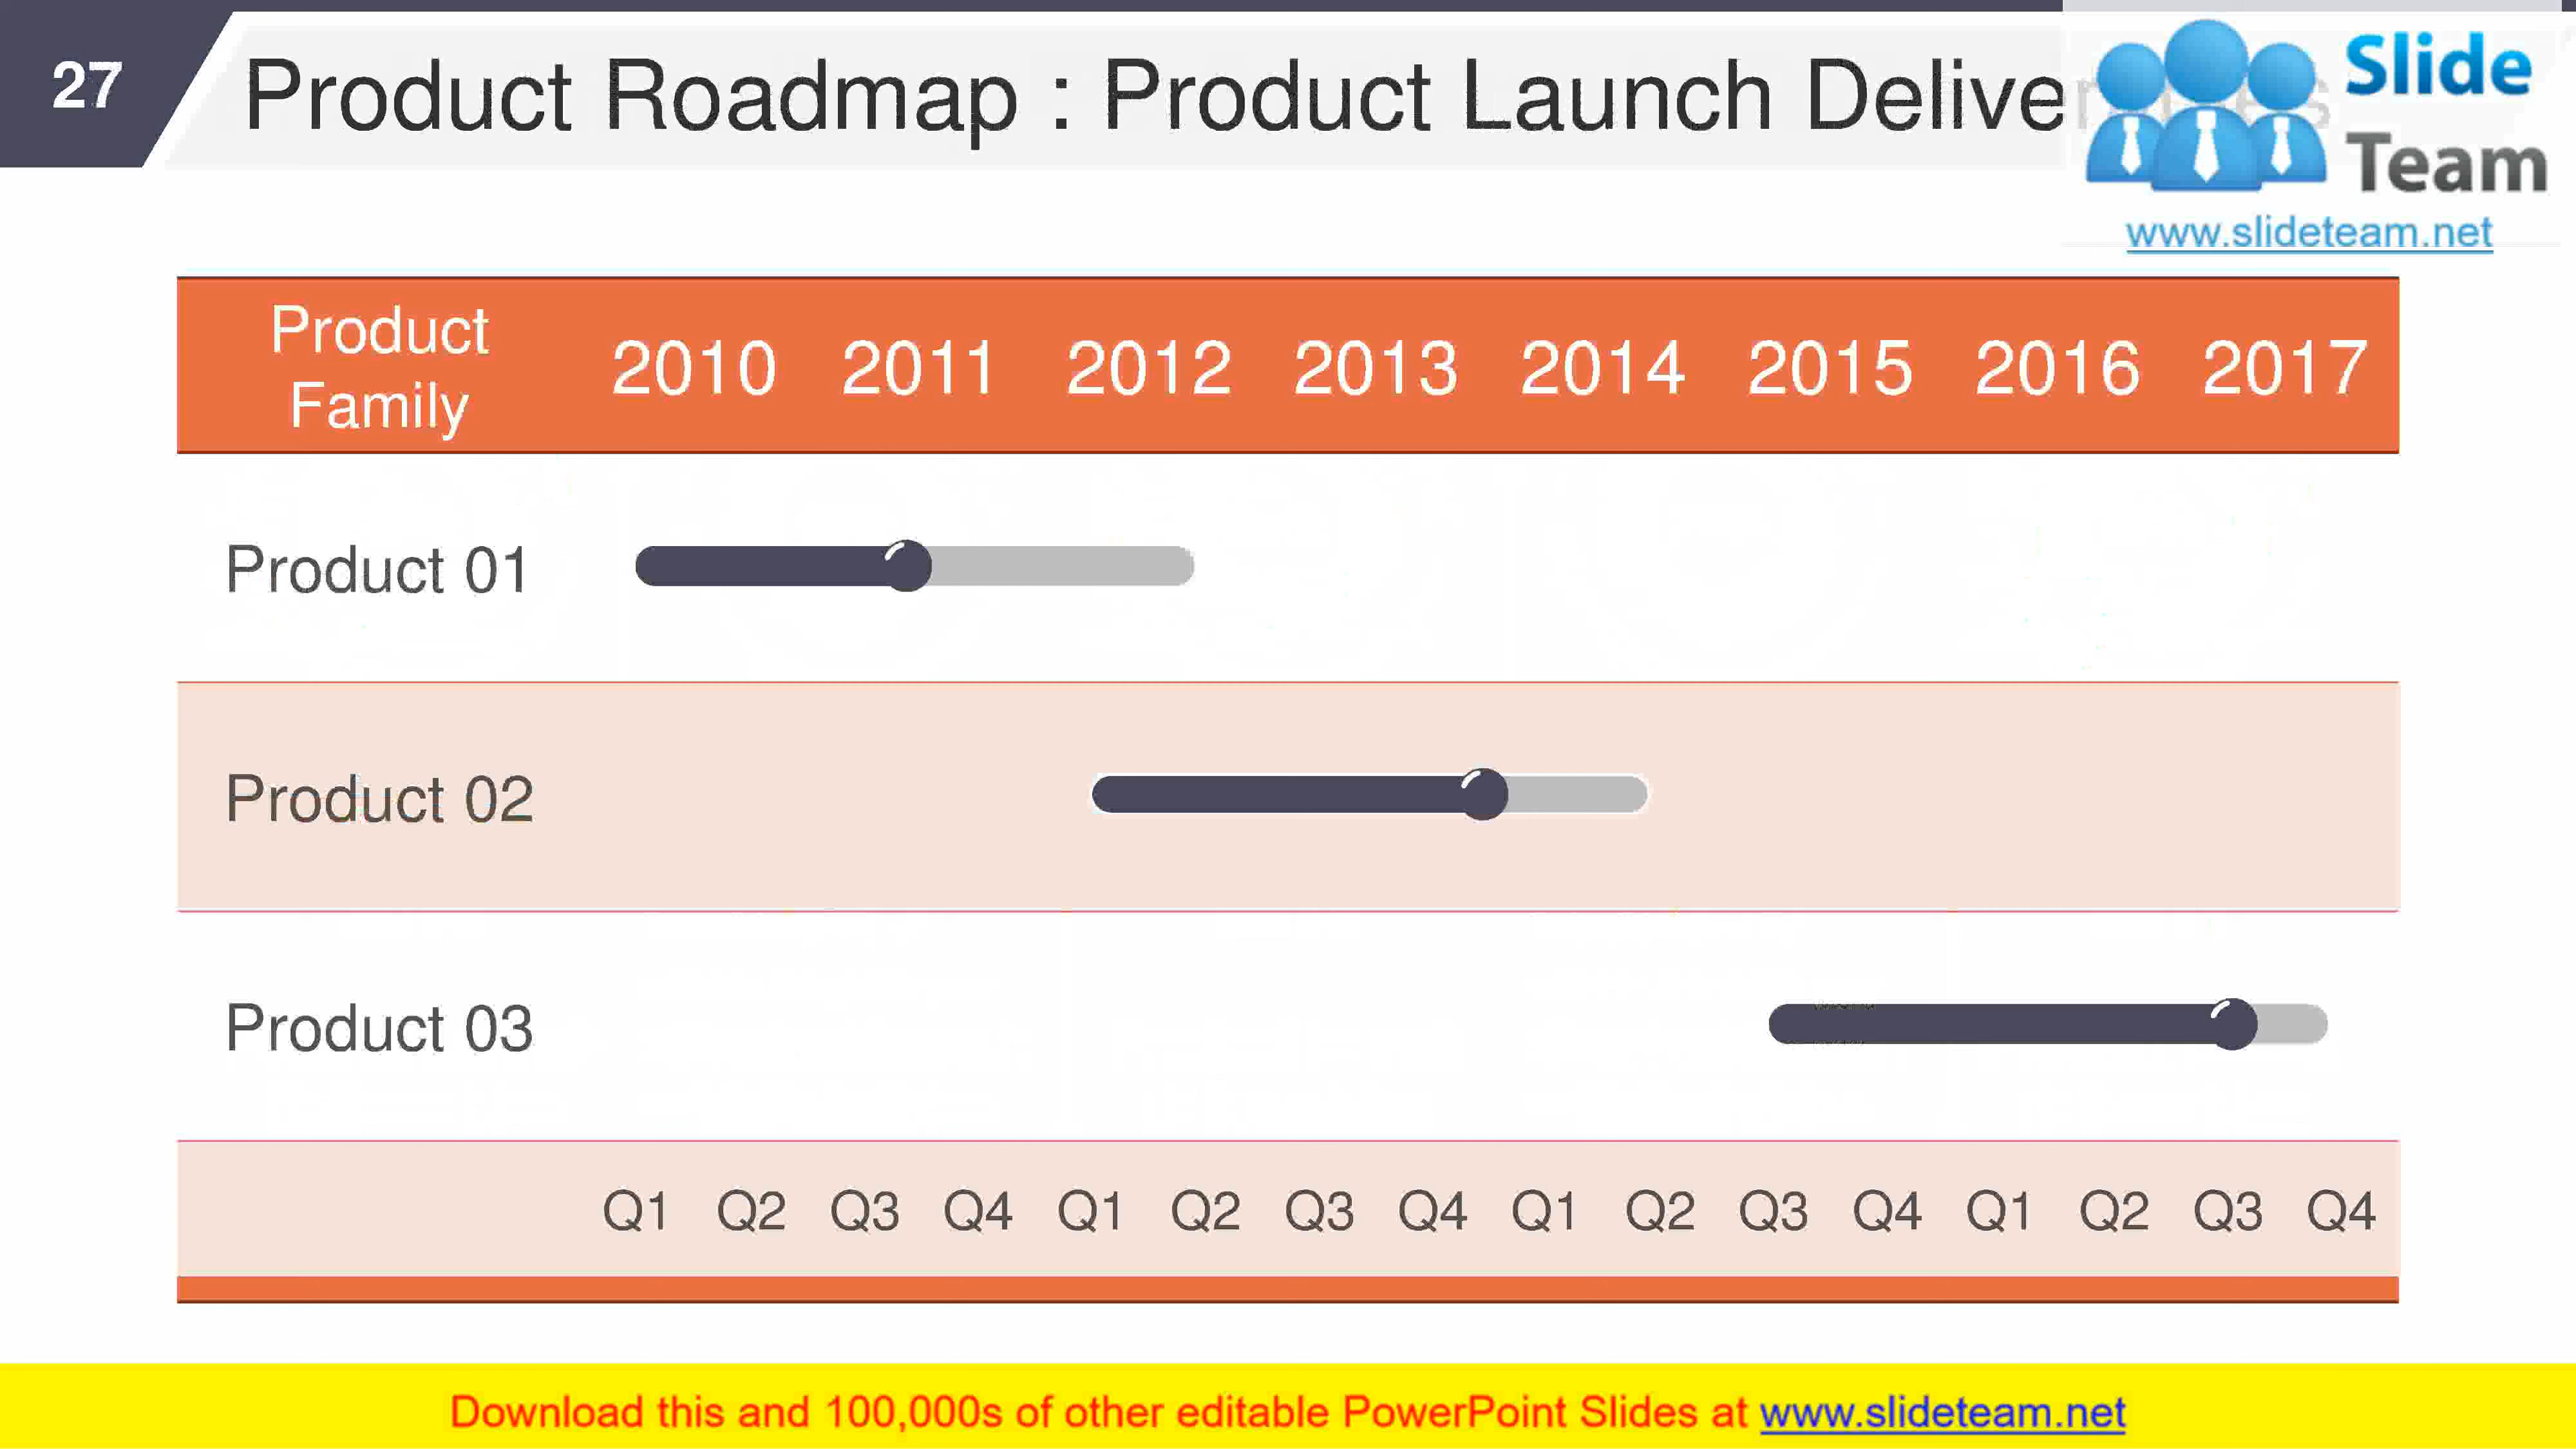 27
Product Roadmap : Product Launch
Slide
Team
www.slideteam.net
Product Family 2010 2011 2012 2013 2014 2015 2016 2017
Product 01
Product 02
Product 03
Q1 Q2 Q3 Q4 Q1 Q2 Q3 Q4 Q1 Q2 Q3 Q4 Q1 Q2 Q3 Q4
Download this and 100,000s of other editable PowerPoint Slides at www.slideteam.net